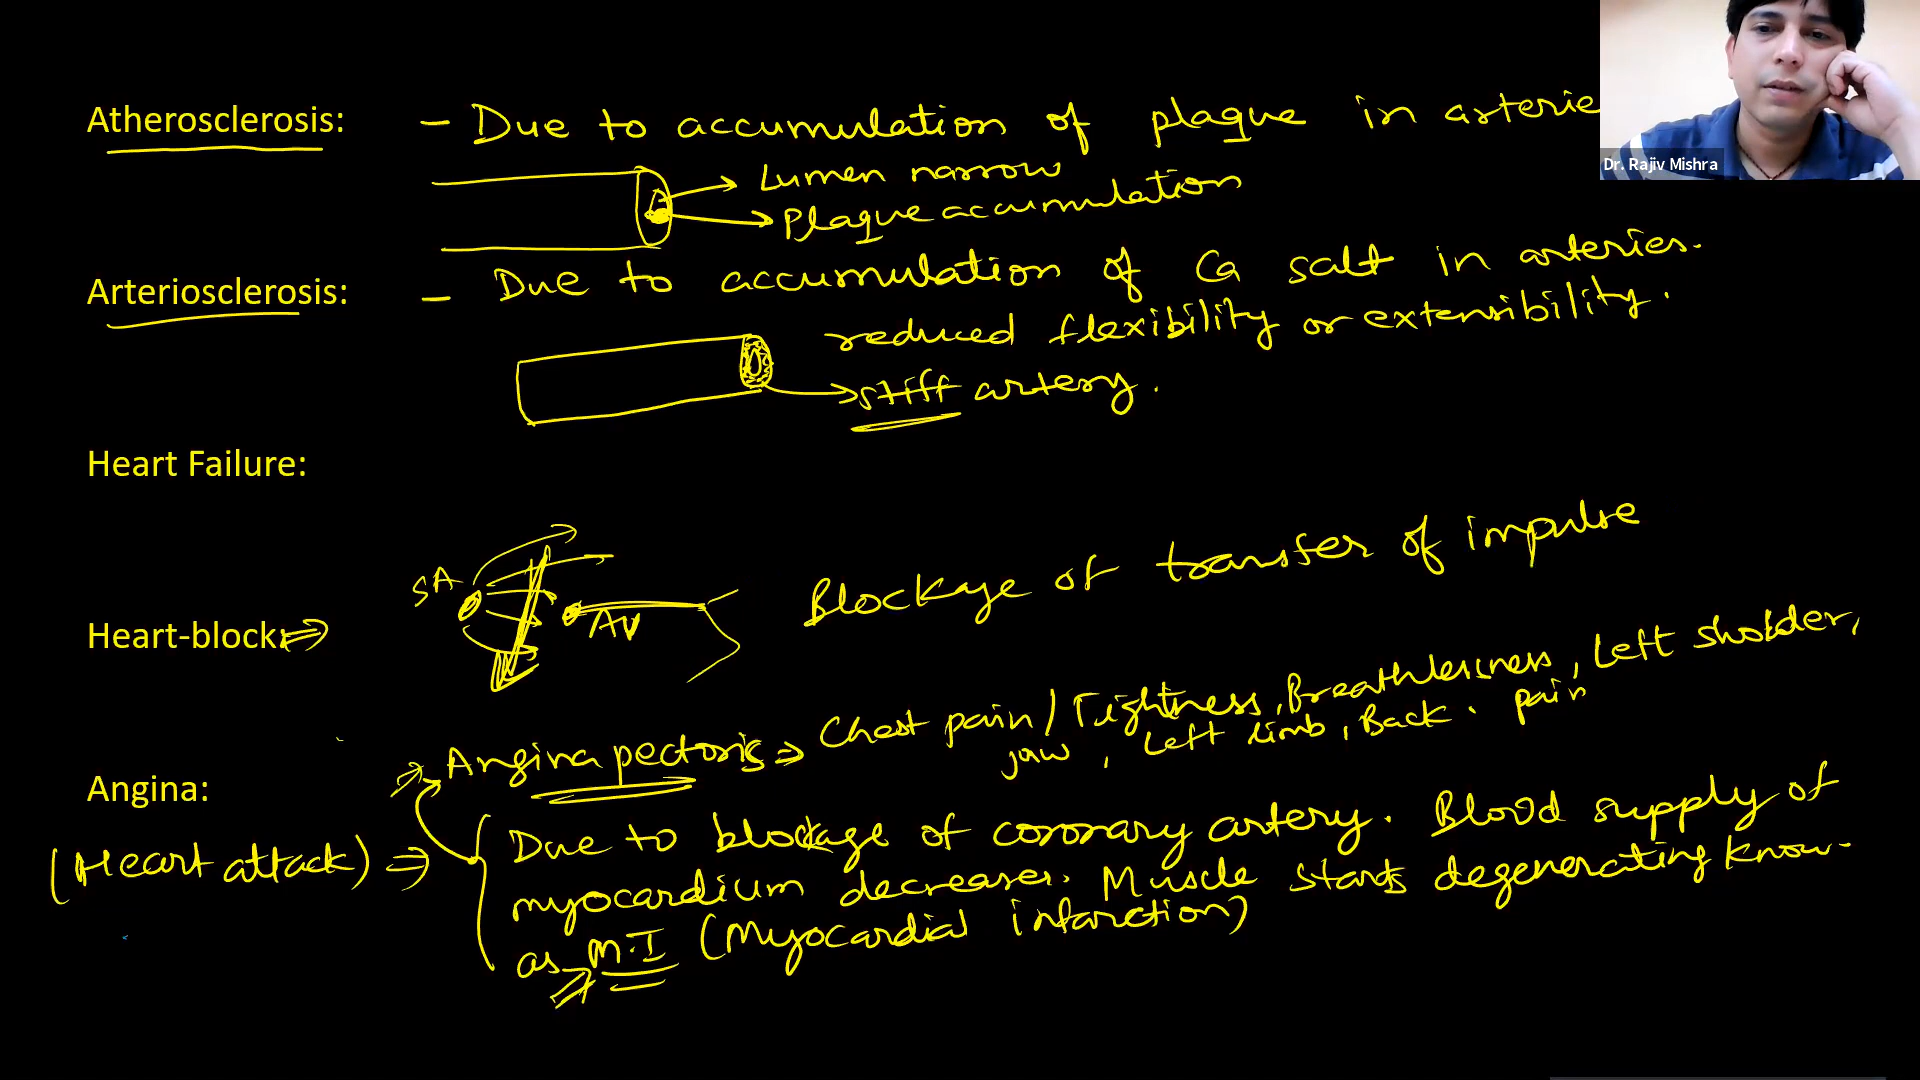 Atherosclerosis: - Due to accumulation of plaque in arterie
Dr. Rajiv Mishra
Lumen narrow
Plaque accumulation
Arteriosclerosis: - Due to accumulation of Ca salt in arteries.
reduced flexibility or extensibility.
stiff artery.
Heart Failure:
SA
AV
Heart-block: ⇒ Blockage of transfer of impulse
Angina pectoris ⇒ Chest pain / Tightness, Breathlessness, Left sholder,
jaw, Left limb, Back. pain
Angina:
(Heart attack) ⇒ Due to blockage of coronary artery. Blood supply of
myocardium decreases. Muscle starts degenerating know-
as M.I (Myocardial infarction)